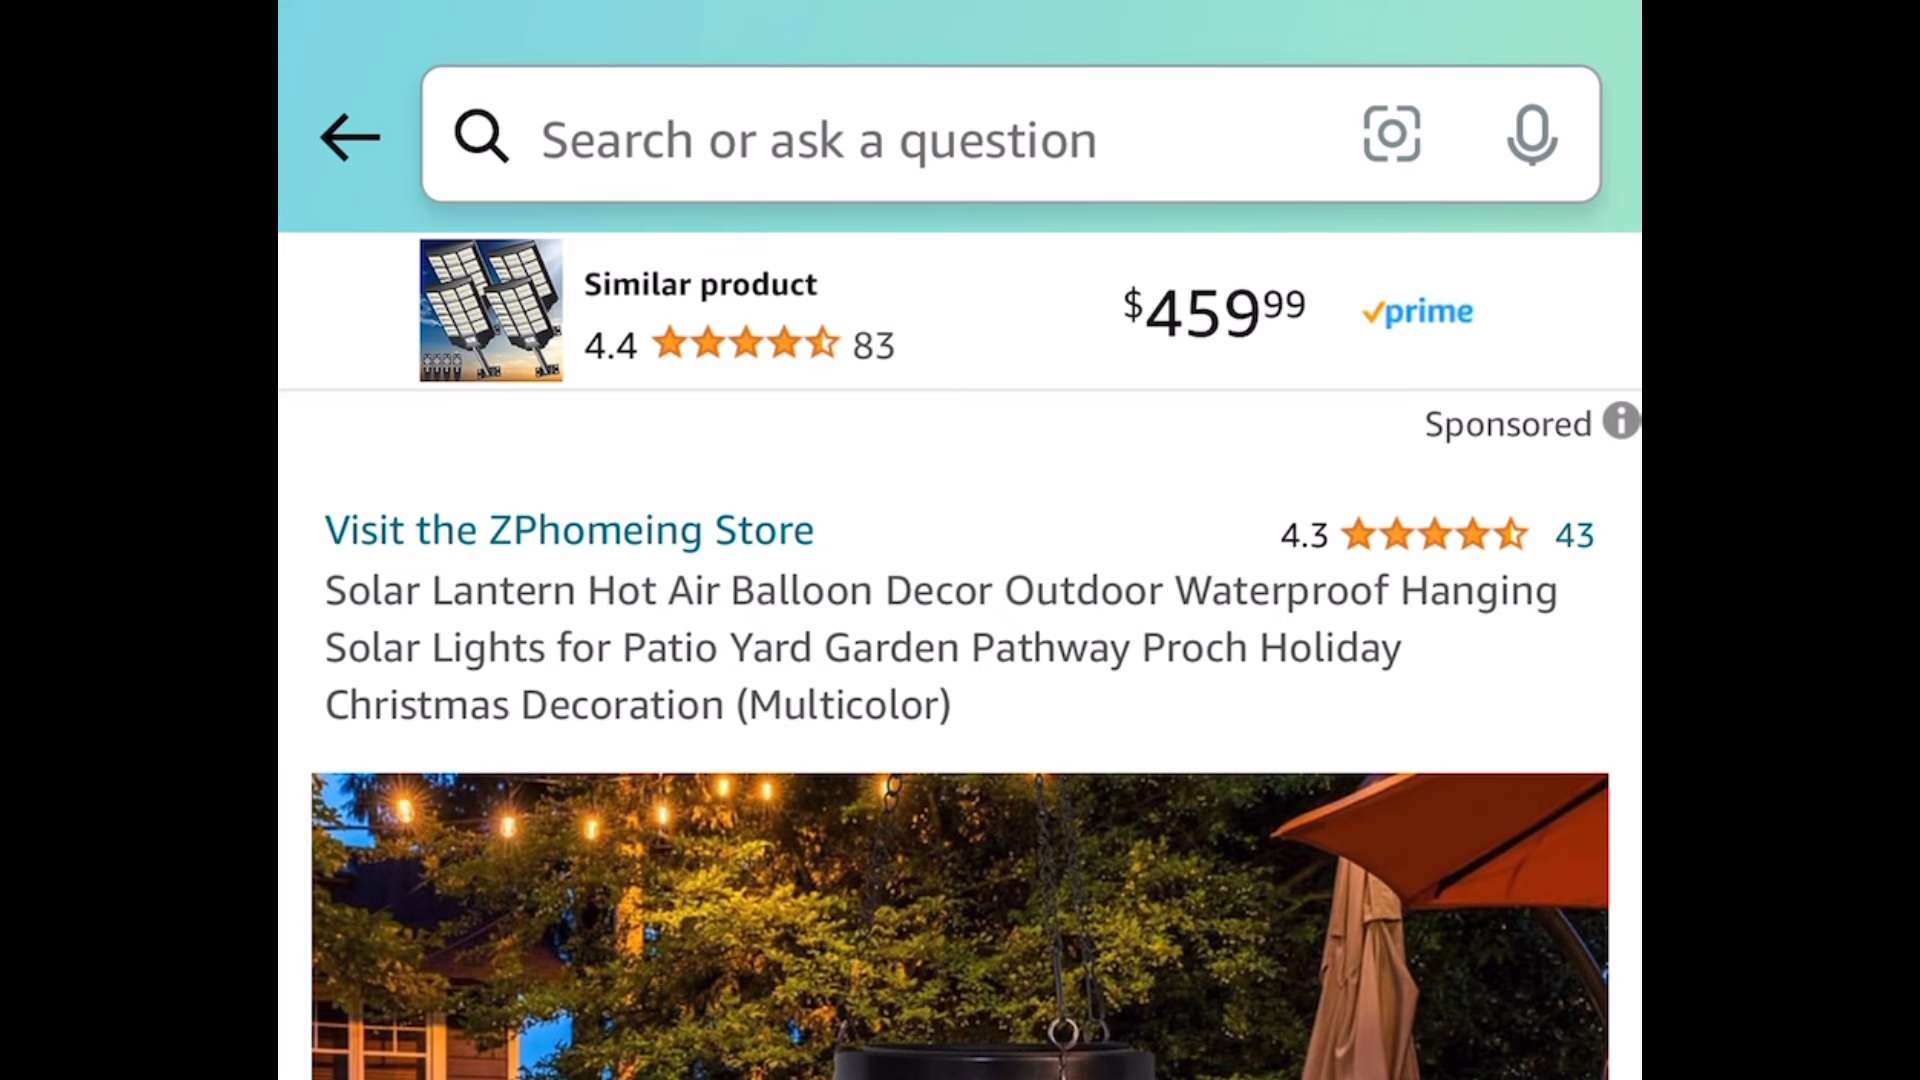 Search or ask a question
Similar product
4.4 83
$459 99
prime
Sponsored
Visit the ZPhomeing Store
4.3 43
Solar Lantern Hot Air Balloon Decor Outdoor Waterproof Hanging
Solar Lights for Patio Yard Garden Pathway Proch Holiday
Christmas Decoration (Multicolor)